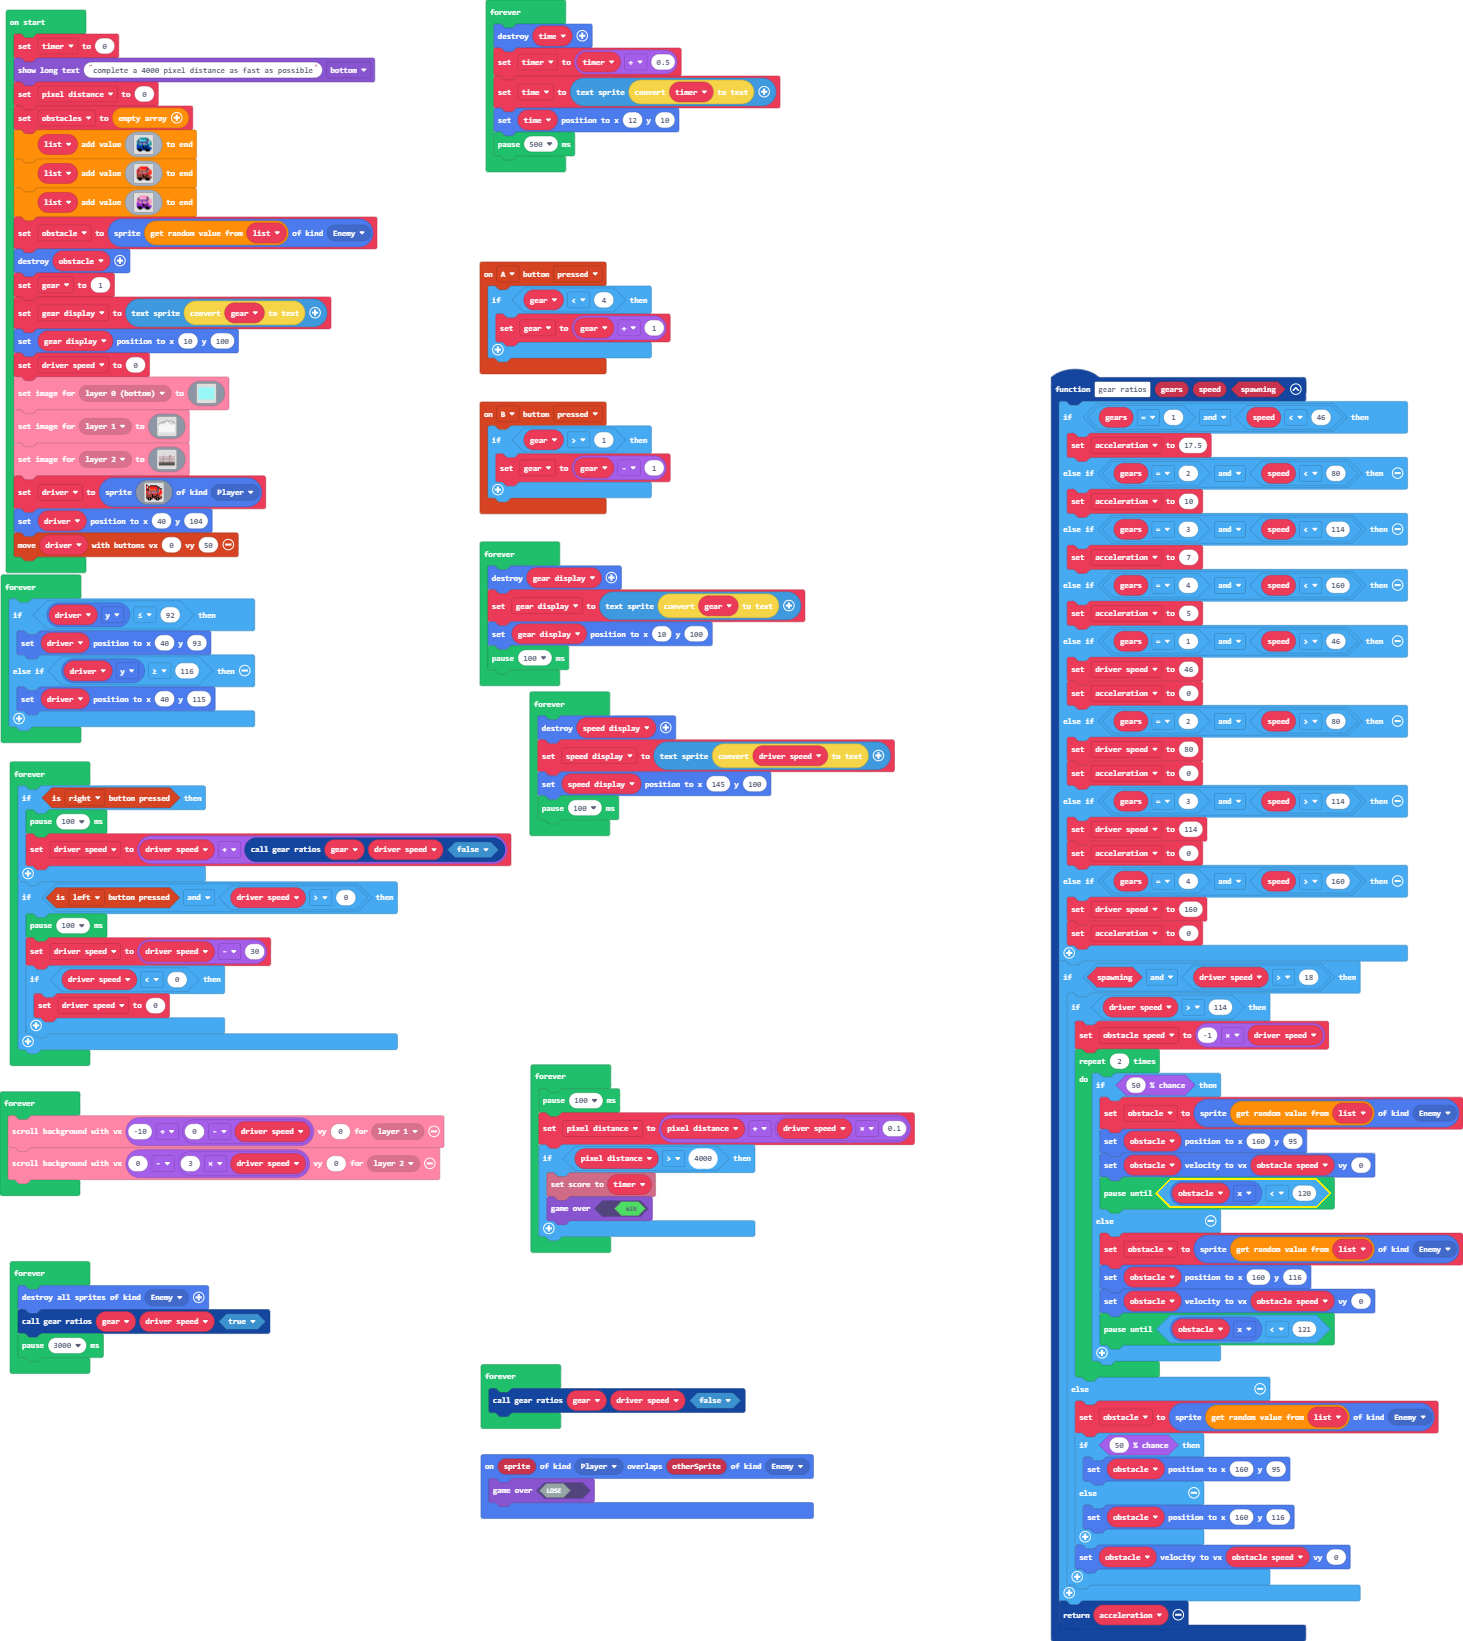 on start
set timer to 0
show long text "complete a 4000 pixel distance as fast as possible" bottom
set pixel distance to 0
set obstacles to empty array
list add value to end
list add value to end
list add value to end
set obstacle to sprite get random value from list of kind Enemy
destroy obstacle
set gear to 1
set gear display to text sprite convert gear to text
set gear display position to x 10 y 100
set driver speed to 0
set image for layer 0 (bottom) to
set image for layer 1 to
set image for layer 2 to
set driver to sprite of kind Player
set driver position to x 40 y 104
move driver with buttons vx 0 vy 50
forever
if driver y ≤ 92 then
set driver position to x 40 y 93
else if driver y ≥ 116 then
set driver position to x 40 y 115
forever
if is right button pressed then
pause 100 ms
set driver speed to driver speed + call gear ratios gear driver speed false
if is left button pressed and driver speed > 0 then
pause 100 ms
set driver speed to driver speed - 30
if driver speed < 0 then
set driver speed to 0
forever
scroll background with vx -10 + 0 - driver speed vy 0 for layer 1
scroll background with vx 0 - 3 × driver speed vy 0 for layer 2
forever
destroy all sprites of kind Enemy
call gear ratios gear driver speed true
pause 3000 ms
forever
destroy time
set timer to timer + 0.5
set time to text sprite convert timer to text
set time position to x 12 y 10
pause 500 ms
on A button pressed
if gear < 4 then
set gear to gear + 1
on B button pressed
if gear > 1 then
set gear to gear - 1
forever
destroy gear display
set gear display to text sprite convert gear to text
set gear display position to x 10 y 100
pause 100 ms
forever
destroy speed display
set speed display to text sprite convert driver speed to text
set speed display position to x 145 y 100
pause 100 ms
forever
pause 100 ms
set pixel distance to pixel distance + driver speed × 0.1
if pixel distance > 4000 then
set score to timer
game over WIN
forever
call gear ratios gear driver speed false
on sprite of kind Player overlaps otherSprite of kind Enemy
game over LOSE
function gear ratios gears speed spawning
if gears = 1 and speed < 46 then
set acceleration to 17.5
else if gears = 2 and speed < 80 then
set acceleration to 10
else if gears = 3 and speed < 114 then
set acceleration to 7
else if gears = 4 and speed < 160 then
set acceleration to 5
else if gears = 1 and speed > 46 then
set driver speed to 46
set acceleration to 0
else if gears = 2 and speed > 80 then
set driver speed to 80
set acceleration to 0
else if gears = 3 and speed > 114 then
set driver speed to 114
set acceleration to 0
else if gears = 4 and speed > 160 then
set driver speed to 160
set acceleration to 0
if spawning and driver speed > 18 then
if driver speed > 114 then
set obstacle speed to -1 × driver speed
repeat 2 times
do if 50 % chance then
set obstacle to sprite get random value from list of kind Enemy
set obstacle position to x 160 y 95
set obstacle velocity to vx obstacle speed vy 0
pause until obstacle x < 120
else
set obstacle to sprite get random value from list of kind Enemy
set obstacle position to x 160 y 116
set obstacle velocity to vx obstacle speed vy 0
pause until obstacle x < 121
else
set obstacle to sprite get random value from list of kind Enemy
if 50 % chance then
set obstacle position to x 160 y 95
else
set obstacle position to x 160 y 116
set obstacle velocity to vx obstacle speed vy 0
return acceleration